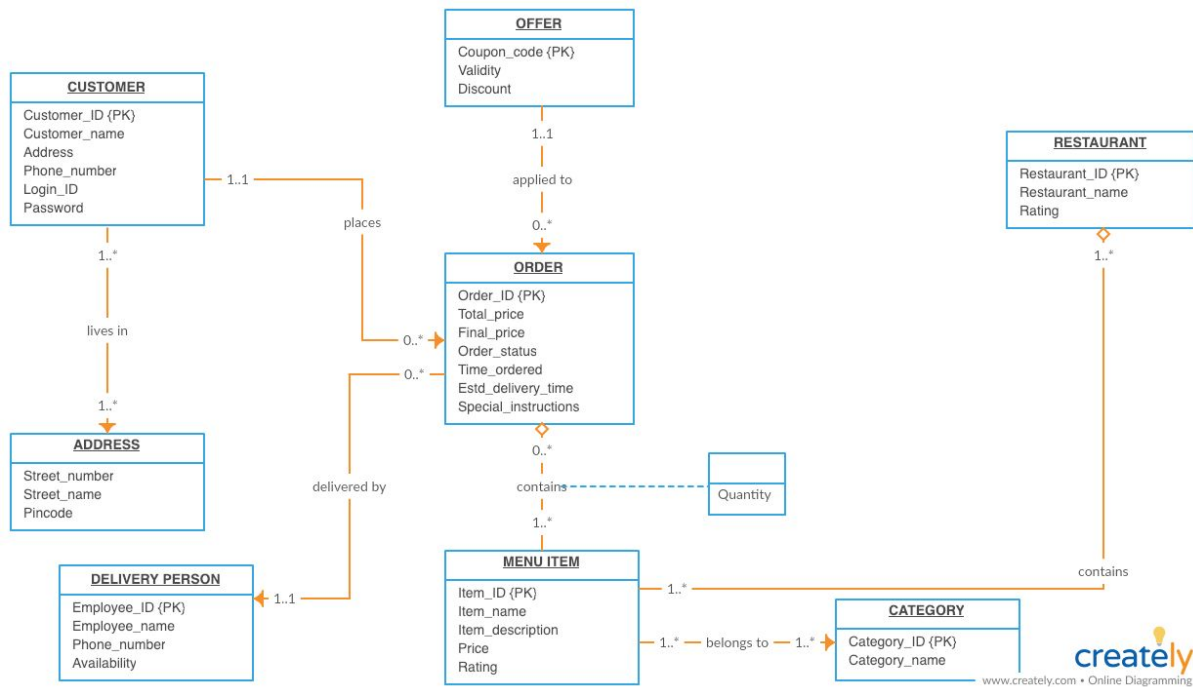 OFFER
Coupon_code {PK}
Validity
Discount
CUSTOMER
Customer_ID {PK}
Customer_name
Address
Phone_number
Login_ID
Password
1..1
places
0..*
1..1
applied to
0..*
RESTAURANT
Restaurant_ID {PK}
Restaurant_name
Rating
1..*
contains
1..*
1..*
lives in
1..*
ORDER
Order_ID {PK}
Total_price
Final_price
Order_status
Time_ordered
Estd_delivery_time
Special_instructions
0..*
delivered by
1..1
ADDRESS
Street_number
Street_name
Pincode
0..*
contains
1..*
Quantity
DELIVERY PERSON
Employee_ID {PK}
Employee_name
Phone_number
Availability
MENU ITEM
Item_ID {PK}
Item_name
Item_description
Price
Rating
1..*
belongs to
1..*
CATEGORY
Category_ID {PK}
Category_name
creately
www.creately.com • Online Diagramming